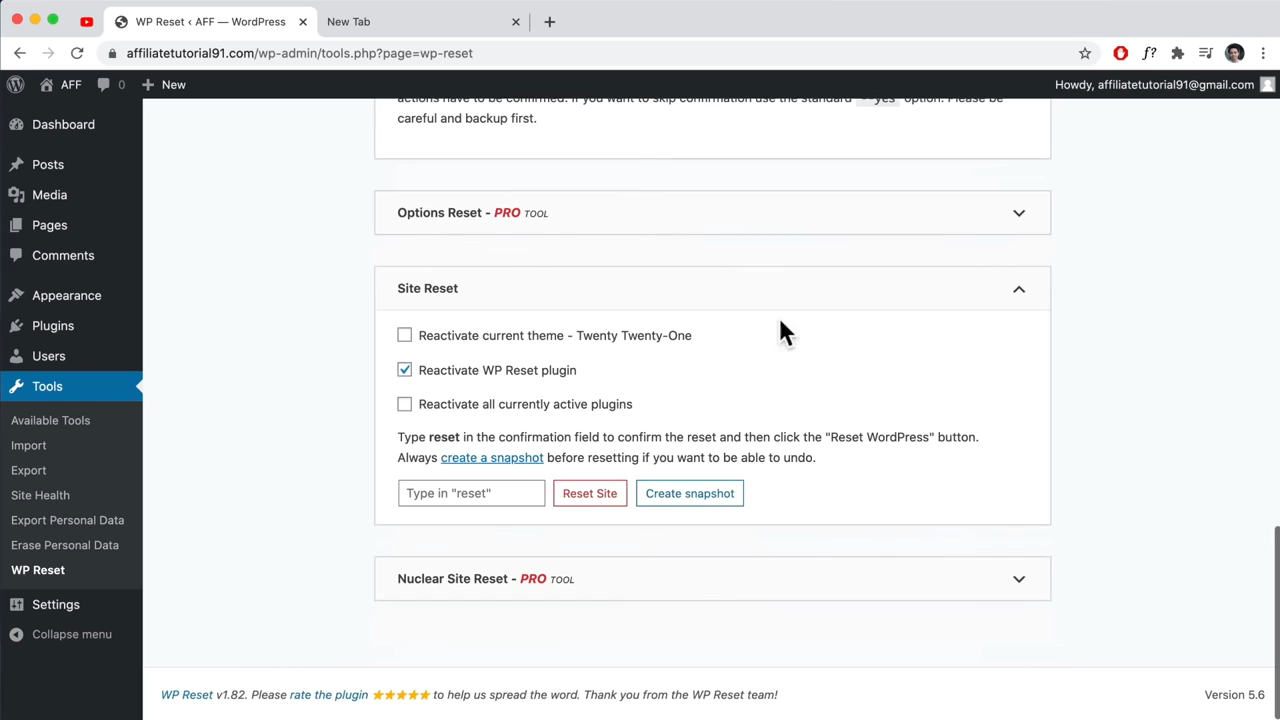 WP Reset ‹ AFF — WordPress
New Tab
affiliatetutorial91.com/wp-admin/tools.php?page=wp-reset
f?
AFF
0
New
Howdy, affiliatetutorial91@gmail.com
Dashboard
Posts
Media
Pages
Comments
Appearance
Plugins
Users
Tools
Available Tools
Import
Export
Site Health
Export Personal Data
Erase Personal Data
WP Reset
Settings
Collapse menu
actions have to be confirmed. If you want to skip confirmation use the standard --yes option. Please be
careful and backup first.
Options Reset - PRO TOOL
Site Reset
Reactivate current theme - Twenty Twenty-One
Reactivate WP Reset plugin
Reactivate all currently active plugins
Type reset in the confirmation field to confirm the reset and then click the "Reset WordPress" button.
Always create a snapshot before resetting if you want to be able to undo.
Type in "reset"
Reset Site
Create snapshot
Nuclear Site Reset - PRO TOOL
WP Reset v1.82. Please rate the plugin ★★★★★ to help us spread the word. Thank you from the WP Reset team!
Version 5.6